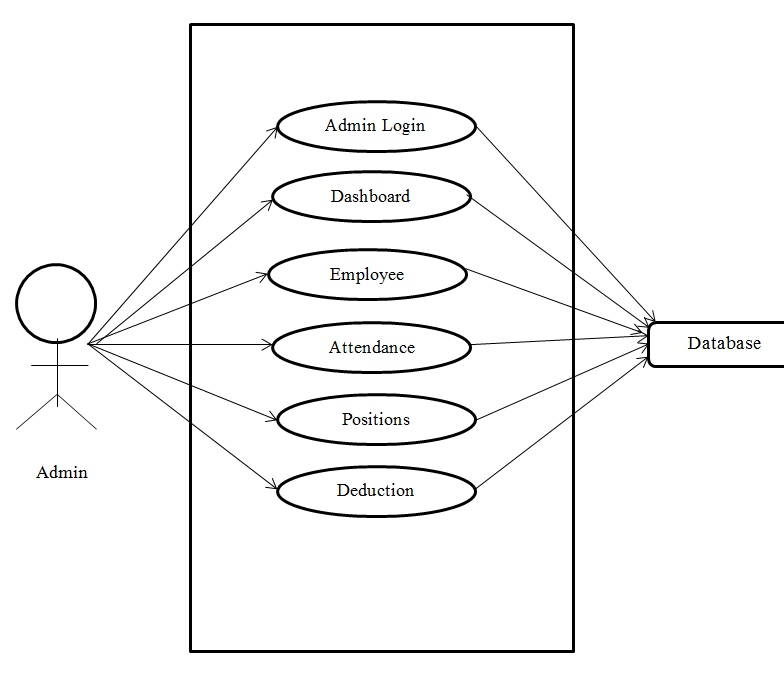 Admin Login
Dashboard
Employee
Attendance
Database
Positions
Deduction
Admin